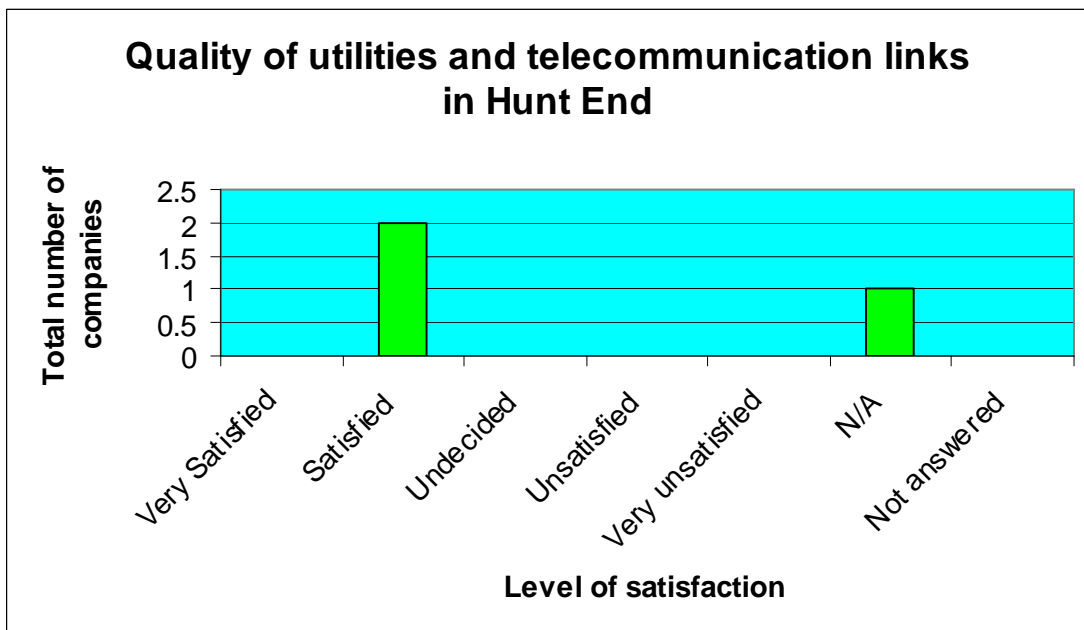 Quality of utilities and telecommunication links
in Hunt End
Total number of
companies
2.5
2
1.5
1
0.5
0
Very Satisfied
Satisfied
Undecided
Unsatisfied
Very unsatisfied
N/A
Not answered
Level of satisfaction